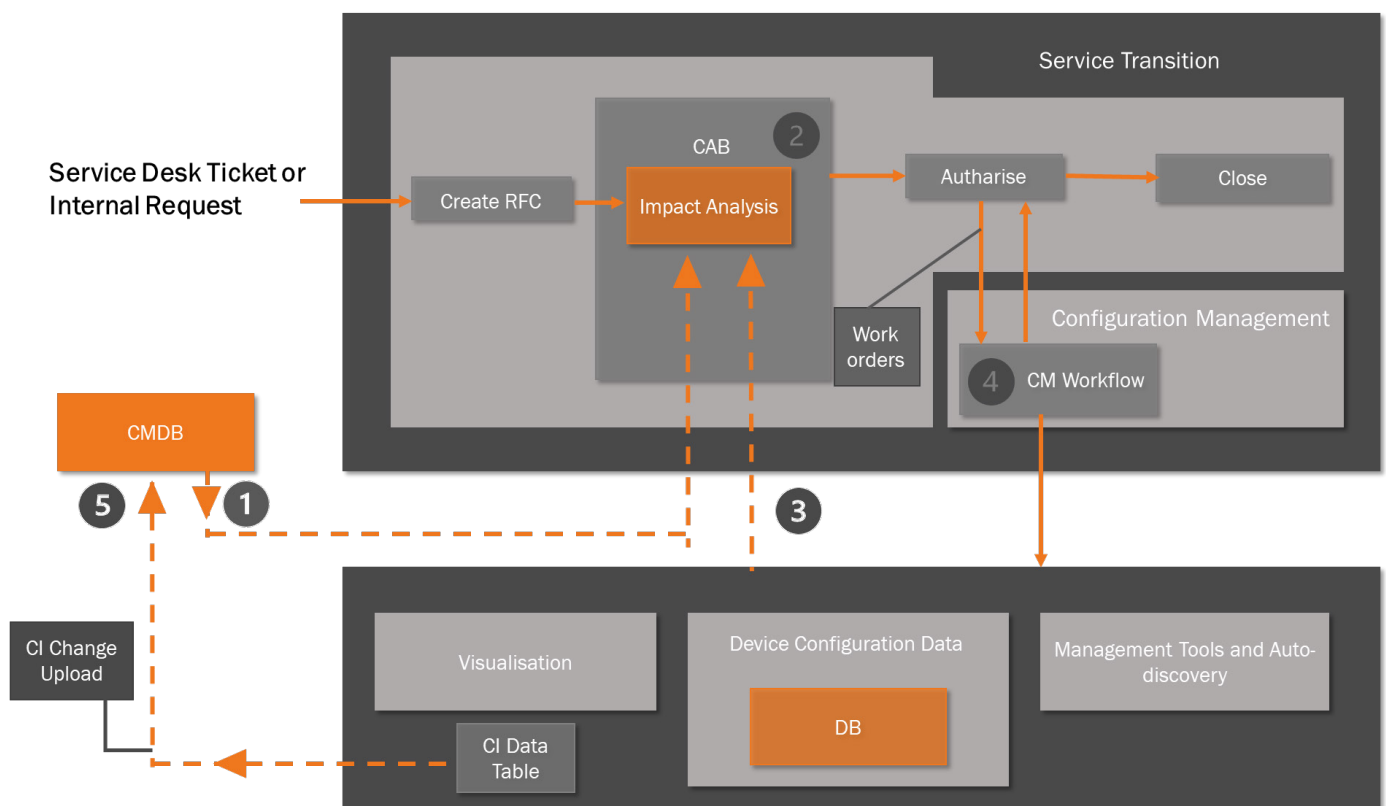 Service Transition
Service Desk Ticket or
Internal Request
Create RFC
CAB
2
Impact Analysis
Autharise
Close
Work
orders
Configuration Management
4
CM Workflow
CMDB
5
1
3
CI Change
Upload
Visualisation
CI Data
Table
Device Configuration Data
DB
Management Tools and Auto-
discovery